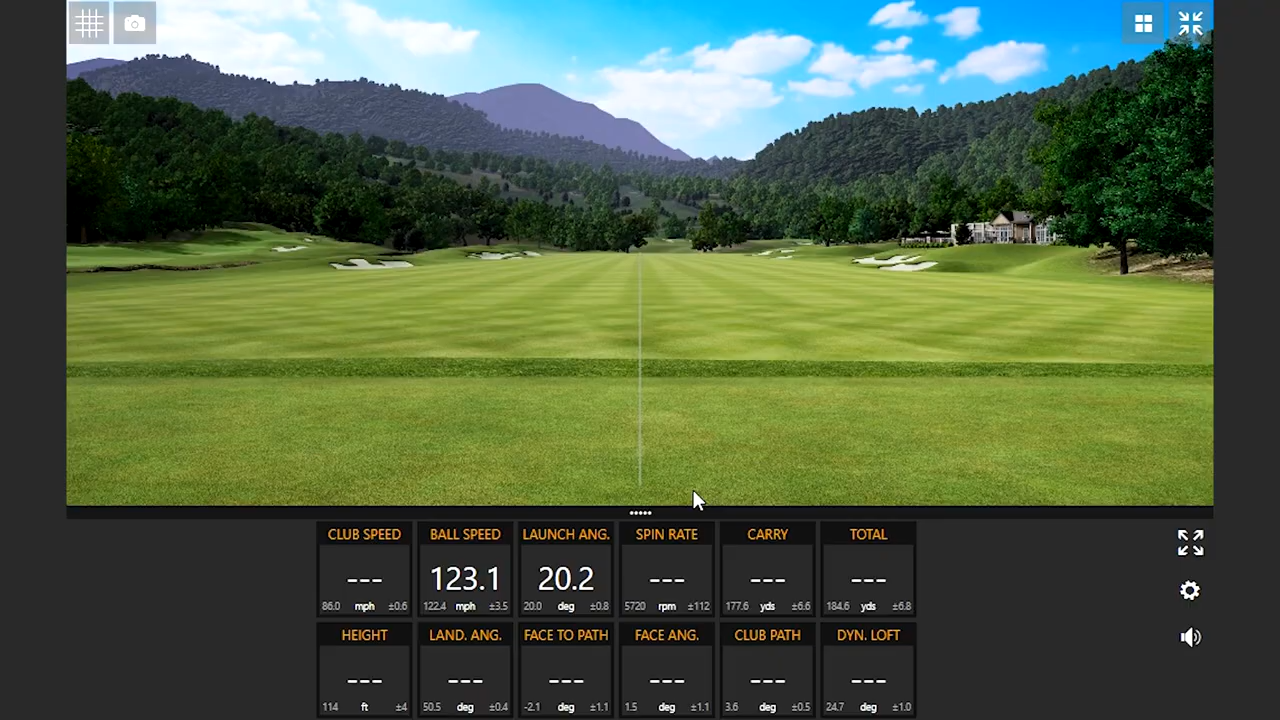 CLUB SPEED BALL SPEED LAUNCH ANG. SPIN RATE CARRY TOTAL
--- 123.1 20.2 --- --- ---
86.0 mph ±0.6 122.4 mph ±3.5 20.0 deg ±0.8 5720 rpm ±112 177.6 yds ±6.6 184.6 yds ±6.8
HEIGHT LAND. ANG. FACE TO PATH FACE ANG. CLUB PATH DYN. LOFT
--- --- --- --- --- ---
114 ft ±4 50.5 deg ±0.4 -2.1 deg ±1.1 1.5 deg ±1.1 3.6 deg ±0.5 24.7 deg ±1.0